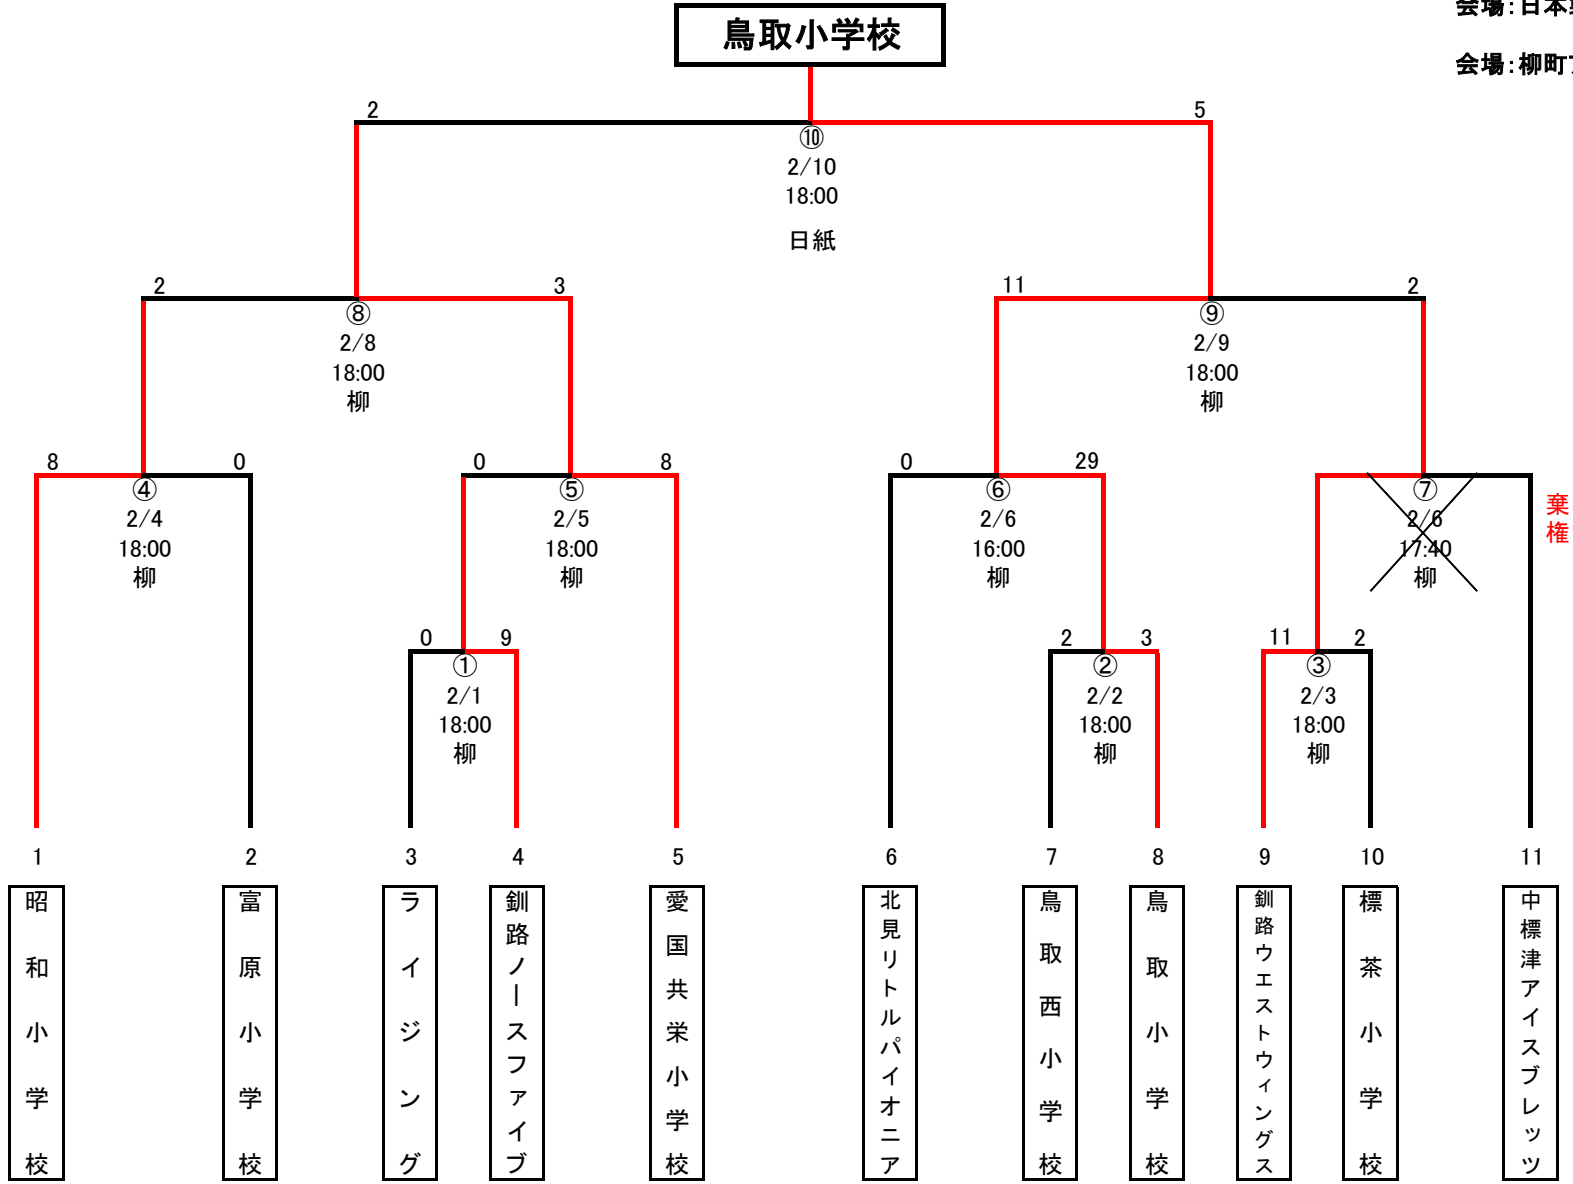 会場:日本
鳥取小学校
会場:柳町
2
5
⑩
2/10
18:00
日紙
2
3
11
2
⑧
2/8
18:00
柳
⑨
2/9
18:00
柳
8
0
0
8
0
29
④
2/4
18:00
柳
⑤
2/5
18:00
柳
⑥
2/6
16:00
柳
⑦
2/6
17:40
柳
棄権
0
9
2
3
11
2
①
2/1
18:00
柳
②
2/2
18:00
柳
③
2/3
18:00
柳
1
2
3
4
5
6
7
8
9
10
11
昭和小学校
富原小学校
ライジング
釧路ノースファイブ
愛国共栄小学校
北見リトルパイオニア
鳥取西小学校
鳥取小学校
釧路ウエストウィングス
標茶小学校
中標津アイスブレッツ